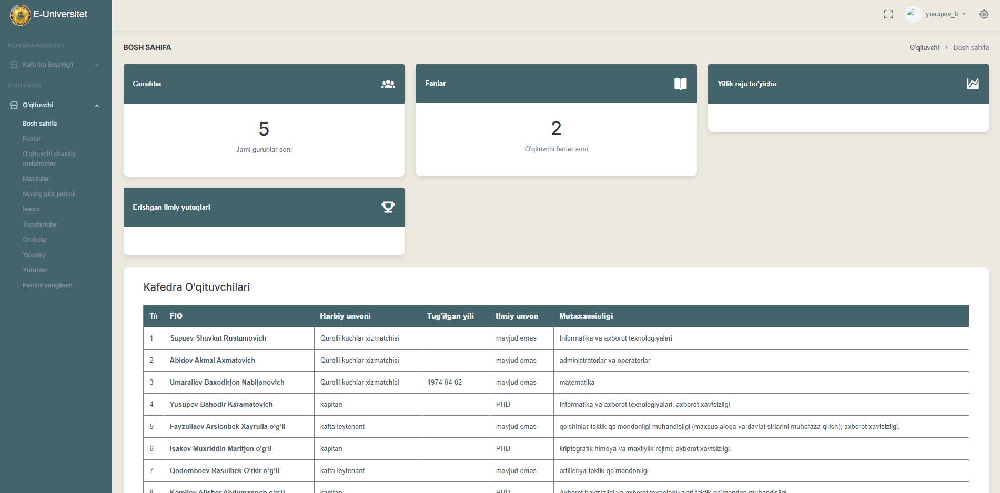 E-Universitet
yusupov_b
KAFEDRA BOSHLIG'I
Kafedra Boshlig'i
O'QITUVCHI
O'qituvchi
Bosh sahifa
Fanlar
O'qituvchi shaxsiy
malumotlar
Mavzular
Mashg'ulot jadvali
Nashr
Topshiriqlar
Oraliqlar
Yakuniy
Yutuqlar
Parolni yangilash
BOSH SAHIFA
O'qituvchi > Bosh sahifa
Guruhlar
5
Jami guruhlar soni
Fanlar
2
O'qituvchi fanlar soni
Yillik reja bo'yicha
Erishgan ilmiy yutuqlari
Kafedra O'qituvchilari
T/r FIO Harbiy unvoni Tug'ilgan yili Ilmiy unvon Mutaxassisligi
1 Sapaev Shavkat Rustamovich Qurolli kuchlar xizmatchisi mavjud emas Informatika va axborot texnologiyalari
2 Abidov Akmal Axmatovich Qurolli kuchlar xizmatchisi mavjud emas administratorlar va operatorlar
3 Umaraliev Baxodirjon Nabijonovich Qurolli kuchlar xizmatchisi 1974-04-02 mavjud emas matematika
4 Yusupov Bahodir Karamatovich kapitan PHD Informatika va axborot texnologiyalari, axborot xavfsizligi
5 Fayzullaev Arslonbek Xayrulla o‘g‘li katta leytenant mavjud emas qo‘shinlar taktik qo‘mondonligi muhandisligi (maxsus aloqa va davlat sirlarini muhofaza qilish); axborot xavfsizligi.
6 Isakov Muxriddin Marifjon o‘g‘li kapitan PHD kriptografik himoya va maxfiylik rejimi; axborot xavfsizligi.
7 Qodomboev Rasulbek O‘tkir o‘g‘li katta leytenant mavjud emas artilleriya taktik qo‘mondonligi
8 Komilov Alisher Abdumannob o‘g‘li kapitan PHD Axborot havfsizligi va axborot texnologiyalari taktik qo‘mondon muhandisligi